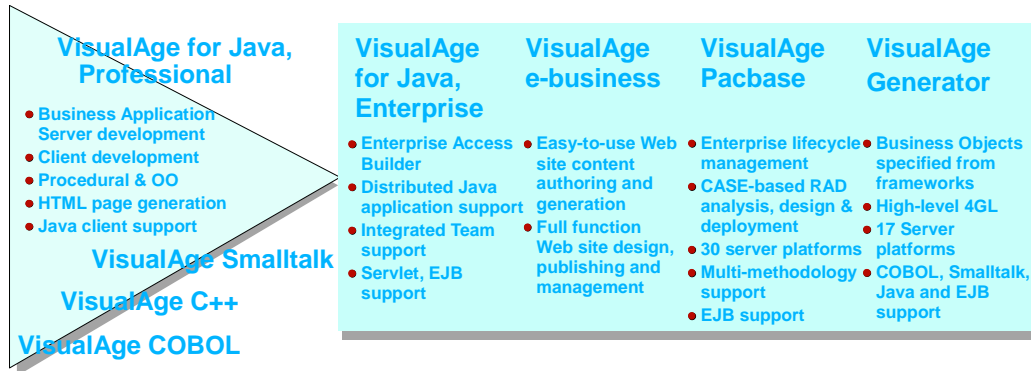 VisualAge for Java,
Professional
Business Application
Server development
Client development
Procedural & OO
HTML page generation
Java client support
VisualAge Smalltalk
VisualAge C++
VisualAge COBOL
VisualAge
for Java,
Enterprise
Enterprise Access
Builder
Distributed Java
application support
Integrated Team
support
Servlet, EJB
support
VisualAge
e-business
Easy-to-use Web
site content
authoring and
generation
Full function
Web site design,
publishing and
management
VisualAge
Pacbase
Enterprise lifecycle
management
CASE-based RAD
analysis, design &
deployment
30 server platforms
Multi-methodology
support
EJB support
VisualAge
Generator
Business Objects
specified from
frameworks
High-level 4GL
17 Server
platforms
COBOL, Smalltalk,
Java and EJB
support